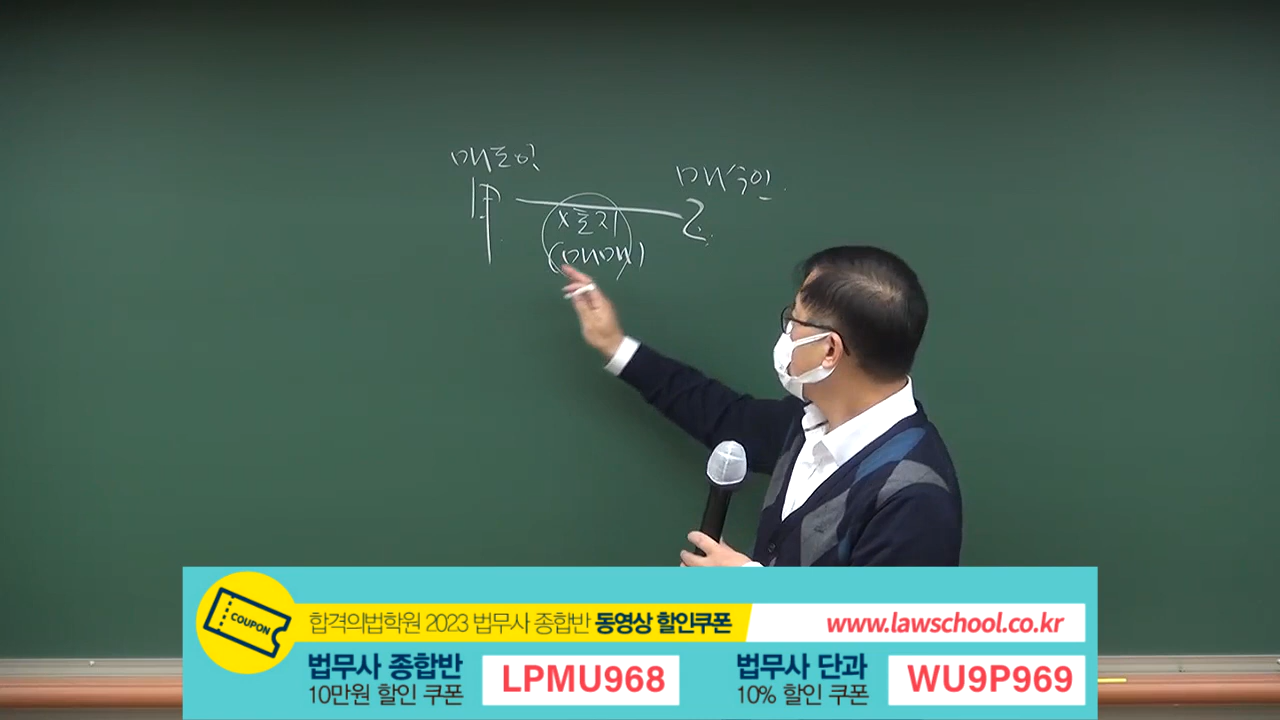 매도인
매수인
甲
乙
X토지
(매매)
COUPON
합격의법학원 2023 법무사 종합반 동영상 할인쿠폰
www.lawschool.co.kr
법무사 종합반
10만원 할인 쿠폰
LPMU968
법무사 단과
10% 할인 쿠폰
WU9P969